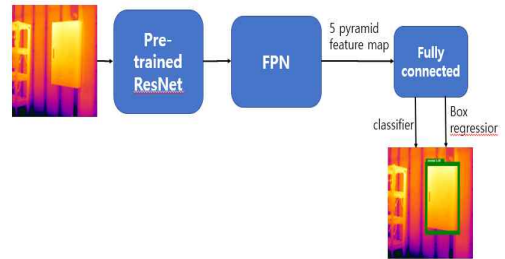 Pre-
trained
ResNet
FPN
5 pyramid
feature map
Fully
connected
classifier
Box
regressior